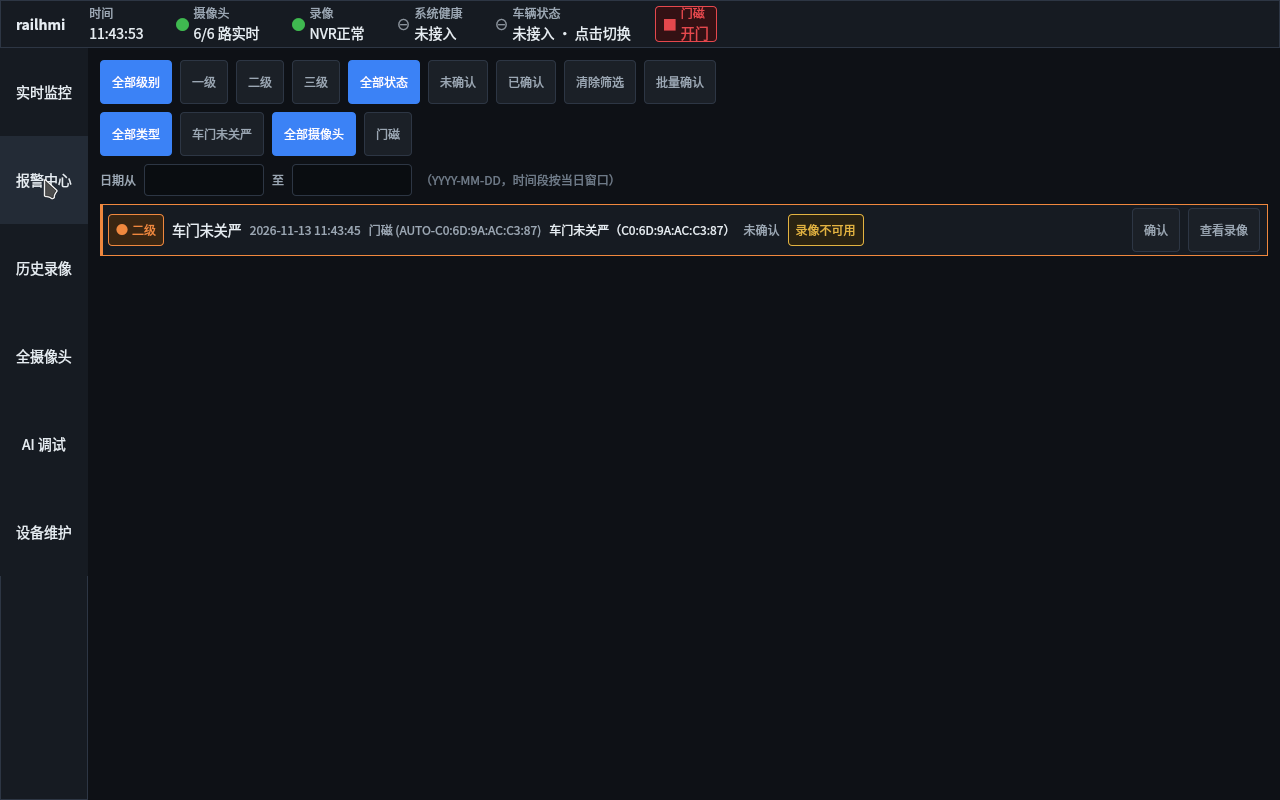 railhmi
时间
11:43:53
摄像头
6/6 路实时
录像
NVR正常
系统健康
未接入
车辆状态
未接入 · 点击切换
门磁
开门
实时监控
报警中心
历史录像
全摄像头
AI 调试
设备维护
全部级别 一级 二级 三级 全部状态 未确认 已确认 清除筛选 批量确认
全部类型 车门未关严 全部摄像头 门磁
日期从 至 （YYYY-MM-DD，时间段按当日窗口）
二级 车门未关严 2026-11-13 11:43:45 门磁 (AUTO-C0:6D:9A:AC:C3:87) 车门未关严（C0:6D:9A:AC:C3:87） 未确认 录像不可用 确认 查看录像